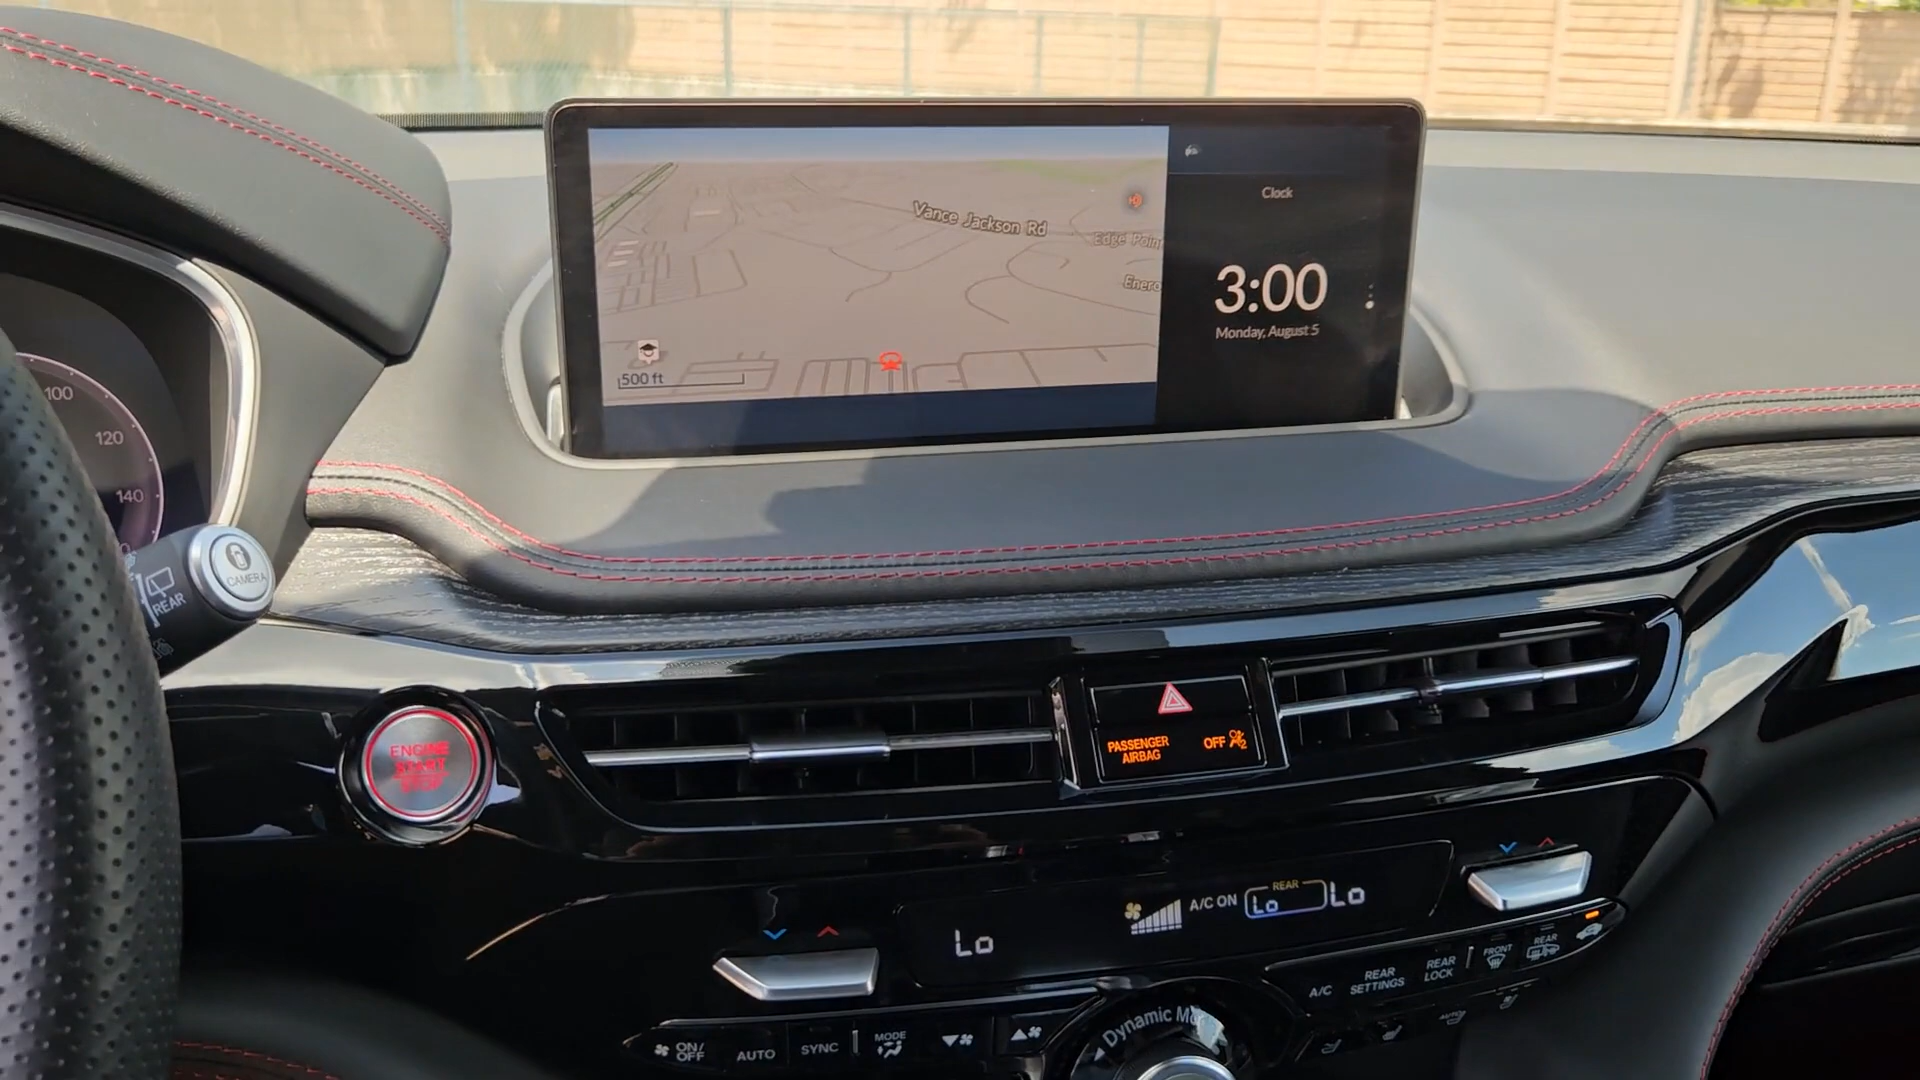 Vance Jackson Rd
Edge Poin
Enero
500 ft
Clock
3:00
Monday, August 5
100
120
140
CAMERA
REAR
ENGINE
START
STOP
PASSENGER
AIRBAG
OFF
2
Lo
A/C ON
REAR
Lo
Lo
A/C
REAR
SETTINGS
REAR
LOCK
FRONT
REAR
ON/
OFF
AUTO
SYNC
MODE
AUTO
Dynamic Mo